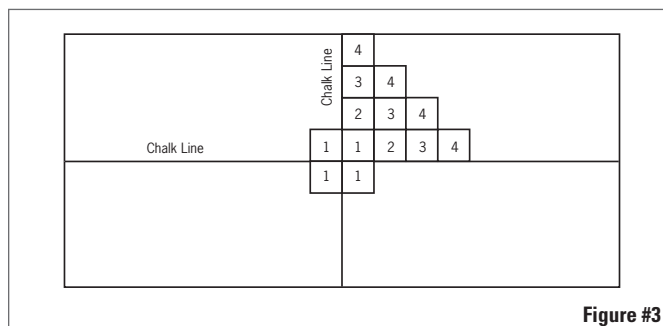 Chalk Line
4
3 4
2 3 4
Chalk Line
1 1 2 3 4
1 1
Figure #3